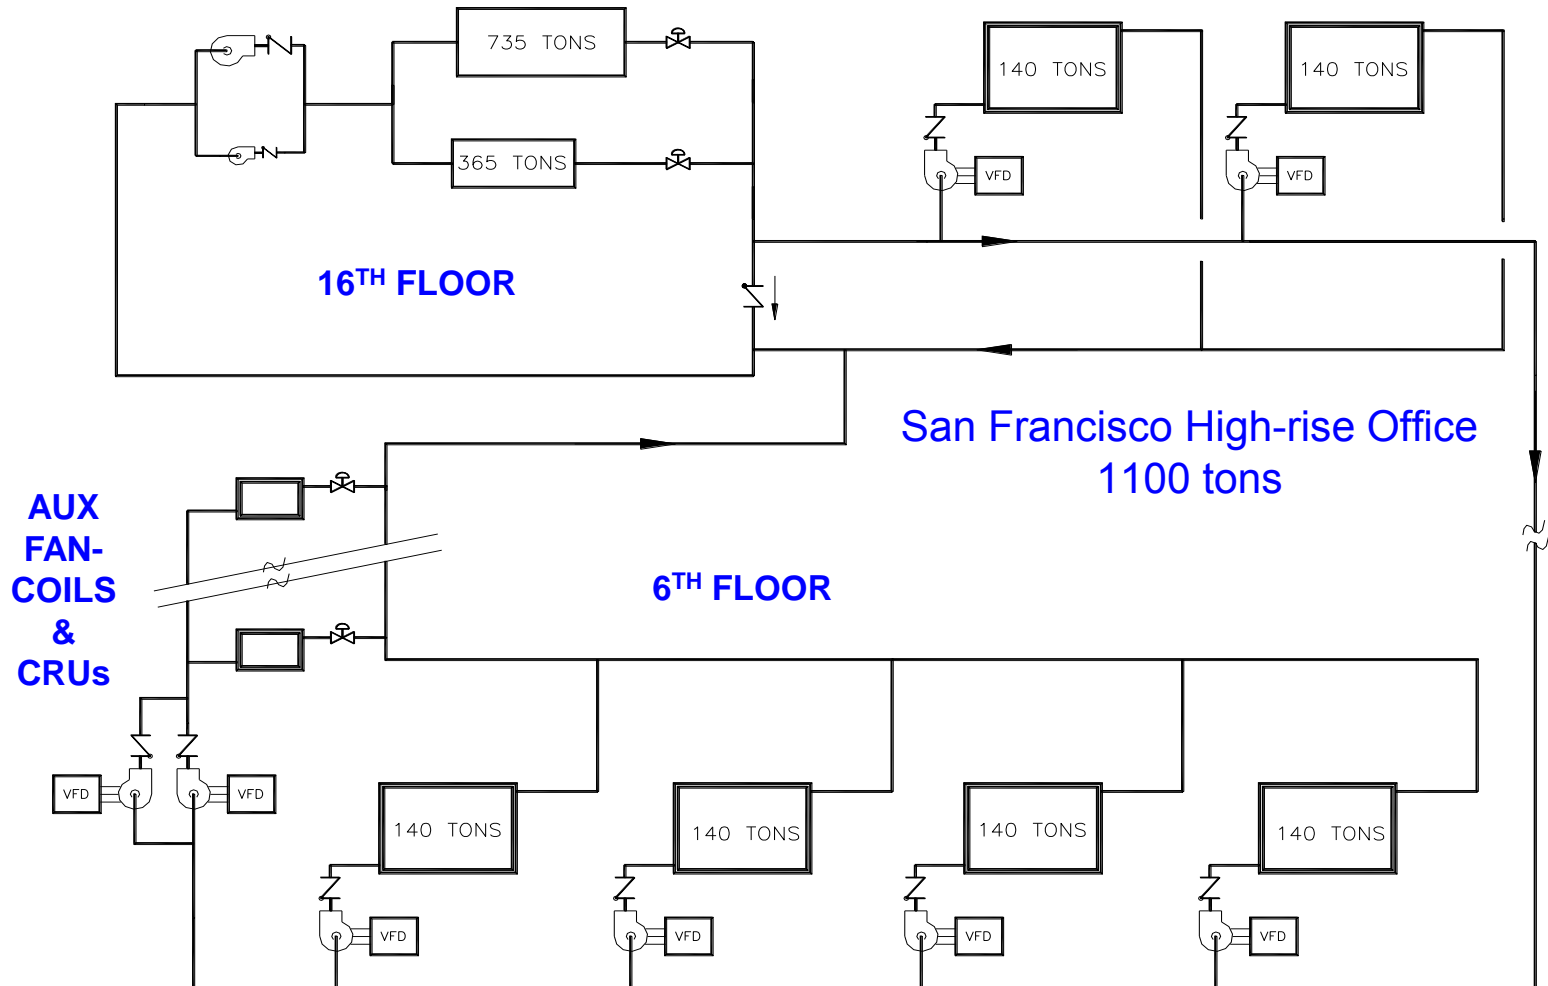 735 TONS
140 TONS
140 TONS
365 TONS
VFD
VFD
16TH FLOOR
San Francisco High-rise Office
1100 tons
AUX
FAN-
COILS
&
CRUs
6TH FLOOR
VFD
VFD
140 TONS
140 TONS
140 TONS
140 TONS
VFD
VFD
VFD
VFD